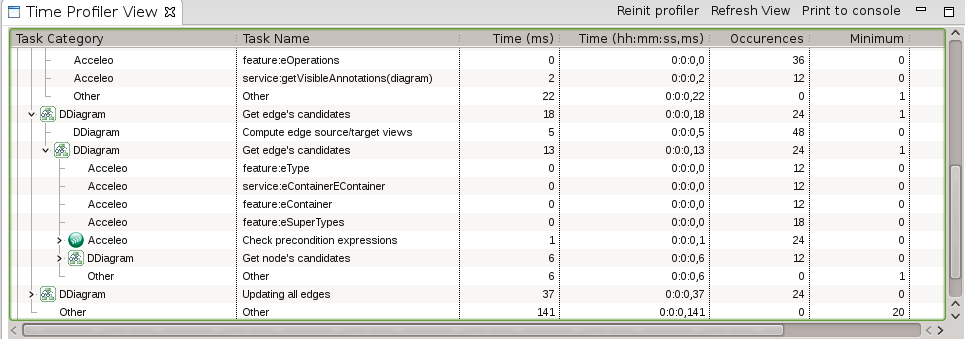 Time Profiler View Reinit profiler Refresh View Print to console
Task Category Task Name Time (ms) Time (hh:mm:ss,ms) Occurences Minimum
Acceleo feature:eOperations 0 0:0:0,0 36 0
Acceleo service:getVisibleAnnotations(diagram) 2 0:0:0,2 12 0
Other Other 22 0:0:0,22 0 1
DDiagram Get edge's candidates 18 0:0:0,18 24 1
DDiagram Compute edge source/target views 5 0:0:0,5 48 0
DDiagram Get edge's candidates 13 0:0:0,13 24 1
Acceleo feature:eType 0 0:0:0,0 12 0
Acceleo service:eContainerEContainer 0 0:0:0,0 12 0
Acceleo feature:eContainer 0 0:0:0,0 12 0
Acceleo feature:eSuperTypes 0 0:0:0,0 18 0
Acceleo Check precondition expressions 1 0:0:0,1 24 0
DDiagram Get node's candidates 6 0:0:0,6 12 0
Other Other 6 0:0:0,6 0 1
DDiagram Updating all edges 37 0:0:0,37 24 0
Other Other 141 0:0:0,141 0 20